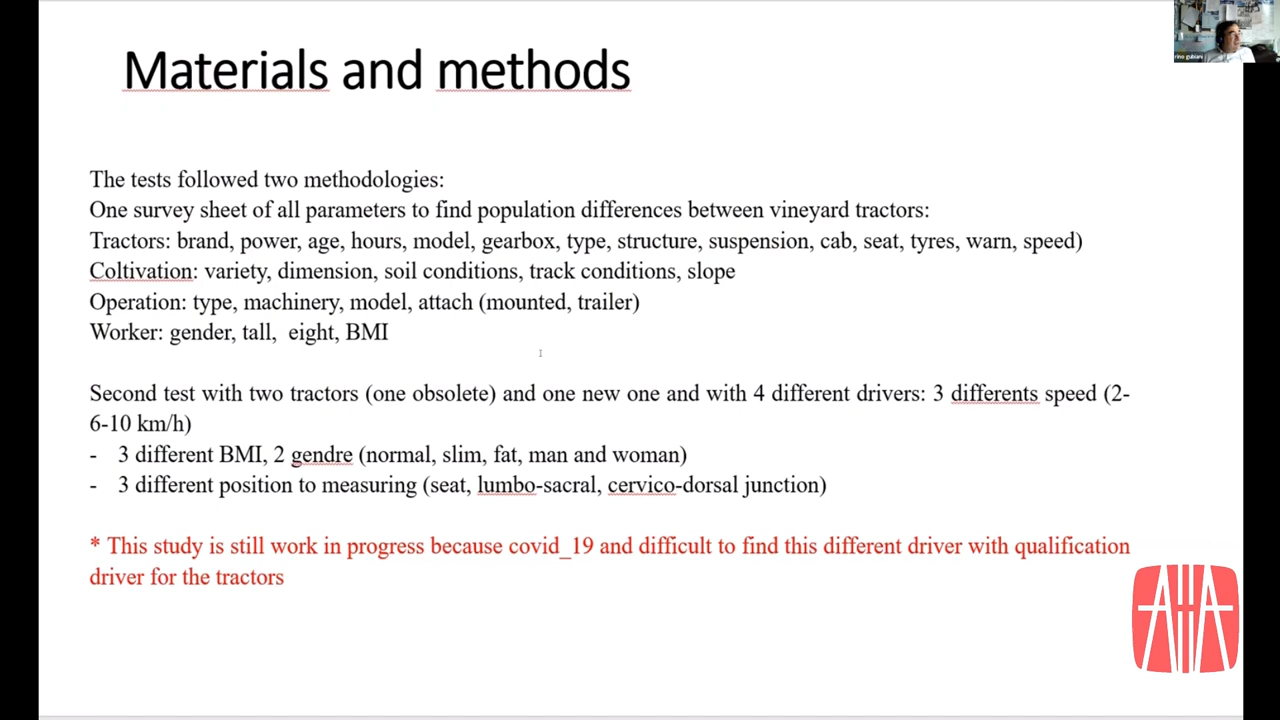 Materials and methods
rino gubiani
The tests followed two methodologies:
One survey sheet of all parameters to find population differences between vineyard tractors:
Tractors: brand, power, age, hours, model, gearbox, type, structure, suspension, cab, seat, tyres, warn, speed)
Coltivation: variety, dimension, soil conditions, track conditions, slope
Operation: type, machinery, model, attach (mounted, trailer)
Worker: gender, tall,  eight, BMI
Second test with two tractors (one obsolete) and one new one and with 4 different drivers: 3 differents speed (2-
6-10 km/h)
- 3 different BMI, 2 gendre (normal, slim, fat, man and woman)
- 3 different position to measuring (seat, lumbo-sacral, cervico-dorsal junction)
* This study is still work in progress because covid_19 and difficult to find this different driver with qualification
driver for the tractors